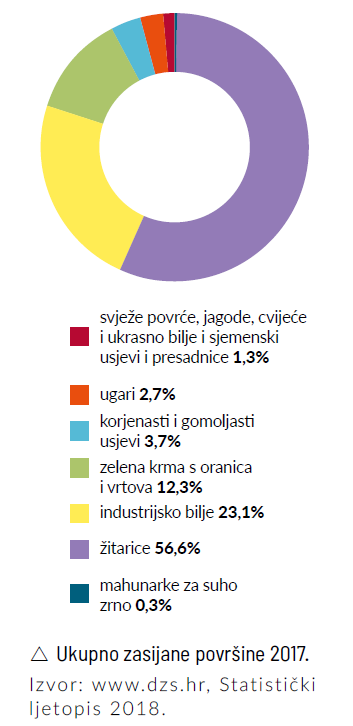 svježe povrće, jagode, cvijeće
i ukrasno bilje i sjemenski
usjevi i presadnice 1,3%
ugari 2,7%
korjenasti i gomoljasti
usjevi 3,7%
zelena krma s oranica
i vrtova 12,3%
industrijsko bilje 23,1%
žitarice 56,6%
mahunarke za suho
zrno 0,3%
△ Ukupno zasijane površine 2017.
Izvor: www.dzs.hr, Statistički
ljetopis 2018.